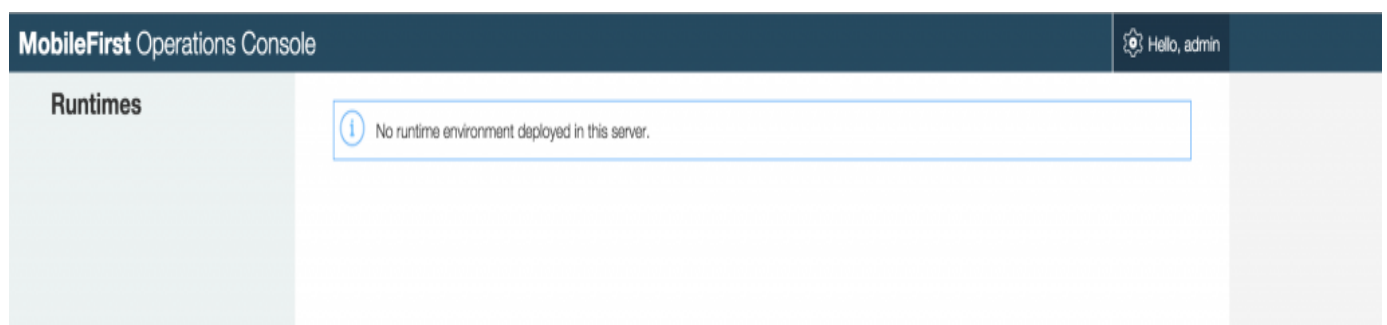 MobileFirst Operations Console
Hello, admin
Runtimes
No runtime environment deployed in this server.